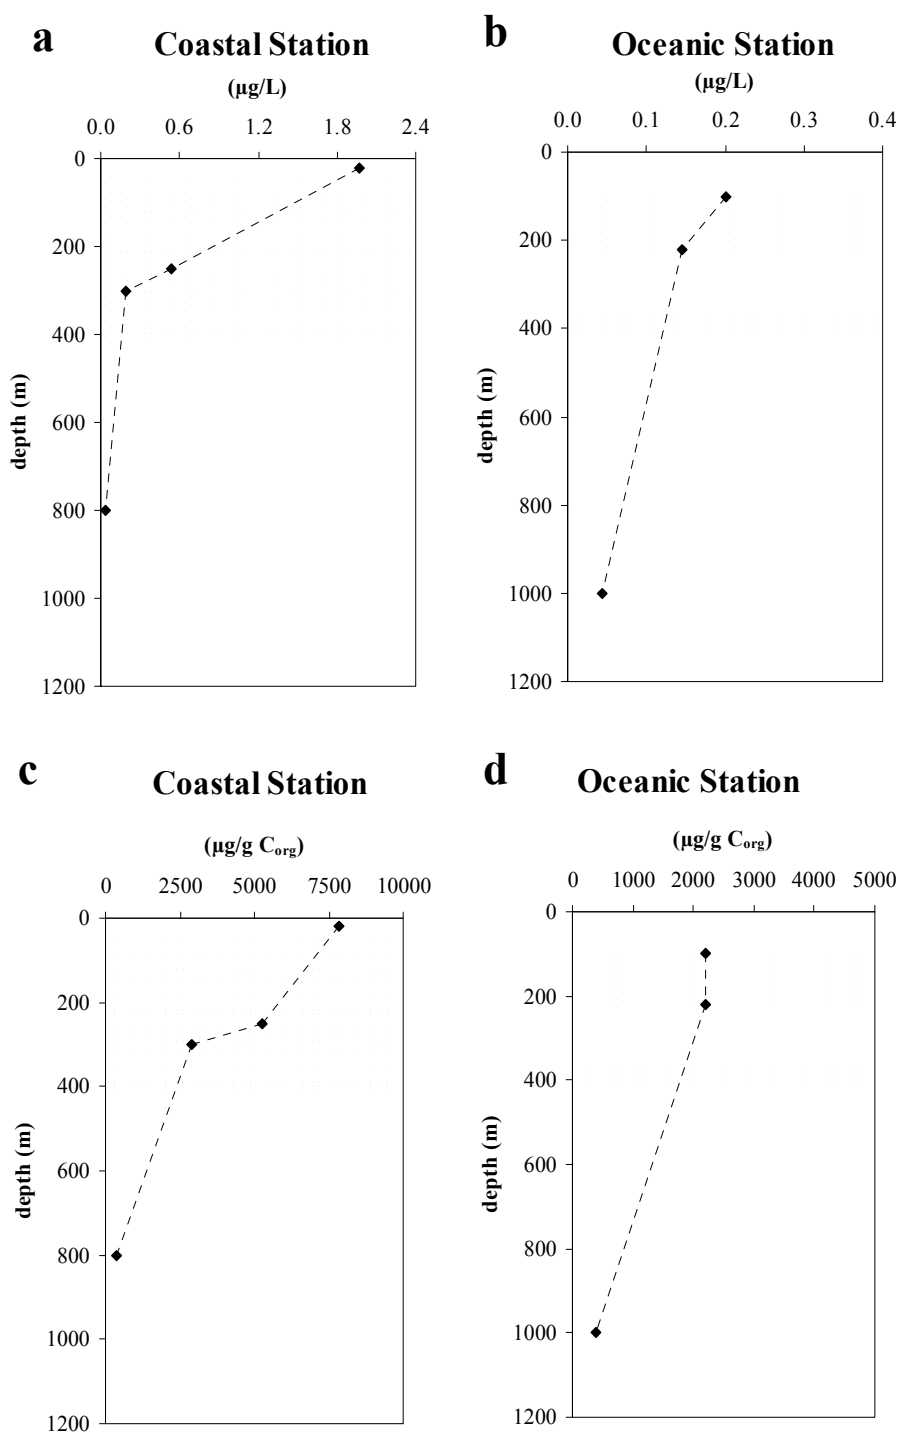 a
Coastal Station
(µg/L)
0.0 0.6 1.2 1.8 2.4
0
200
400
600
800
1000
1200
depth (m)
b
Oceanic Station
(µg/L)
0.0 0.1 0.2 0.3 0.4
0
200
400
600
800
1000
1200
depth (m)
c
Coastal Station
(µg/g Corg)
0 2500 5000 7500 10000
0
200
400
600
800
1000
1200
depth (m)
d
Oceanic Station
(µg/g Corg)
0 1000 2000 3000 4000 5000
0
200
400
600
800
1000
1200
depth (m)